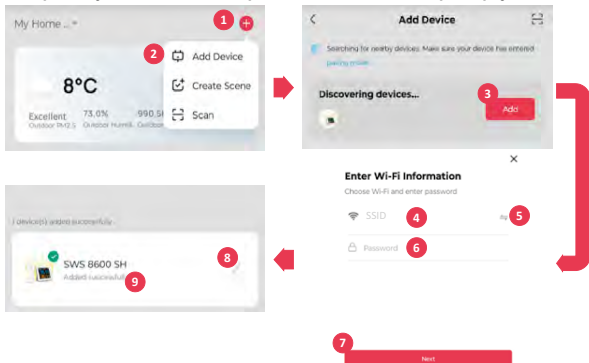 My Home ...
1
2
Add Device
Create Scene
Scan
8°C
Excellent
73.0%
990.5
Outdoor PM2.5
Outdoor Humidi..
Outdoor
Add Device
Searching for nearby devices. Make sure your device has entered
pairing mode.
Discovering devices...
3
Add
Enter Wi-Fi Information
Choose Wi-Fi and enter password
SSID
4
5
Password
6
7
Next
1 device(s) added successfully
SWS 8600 SH
8
Added successfully
9